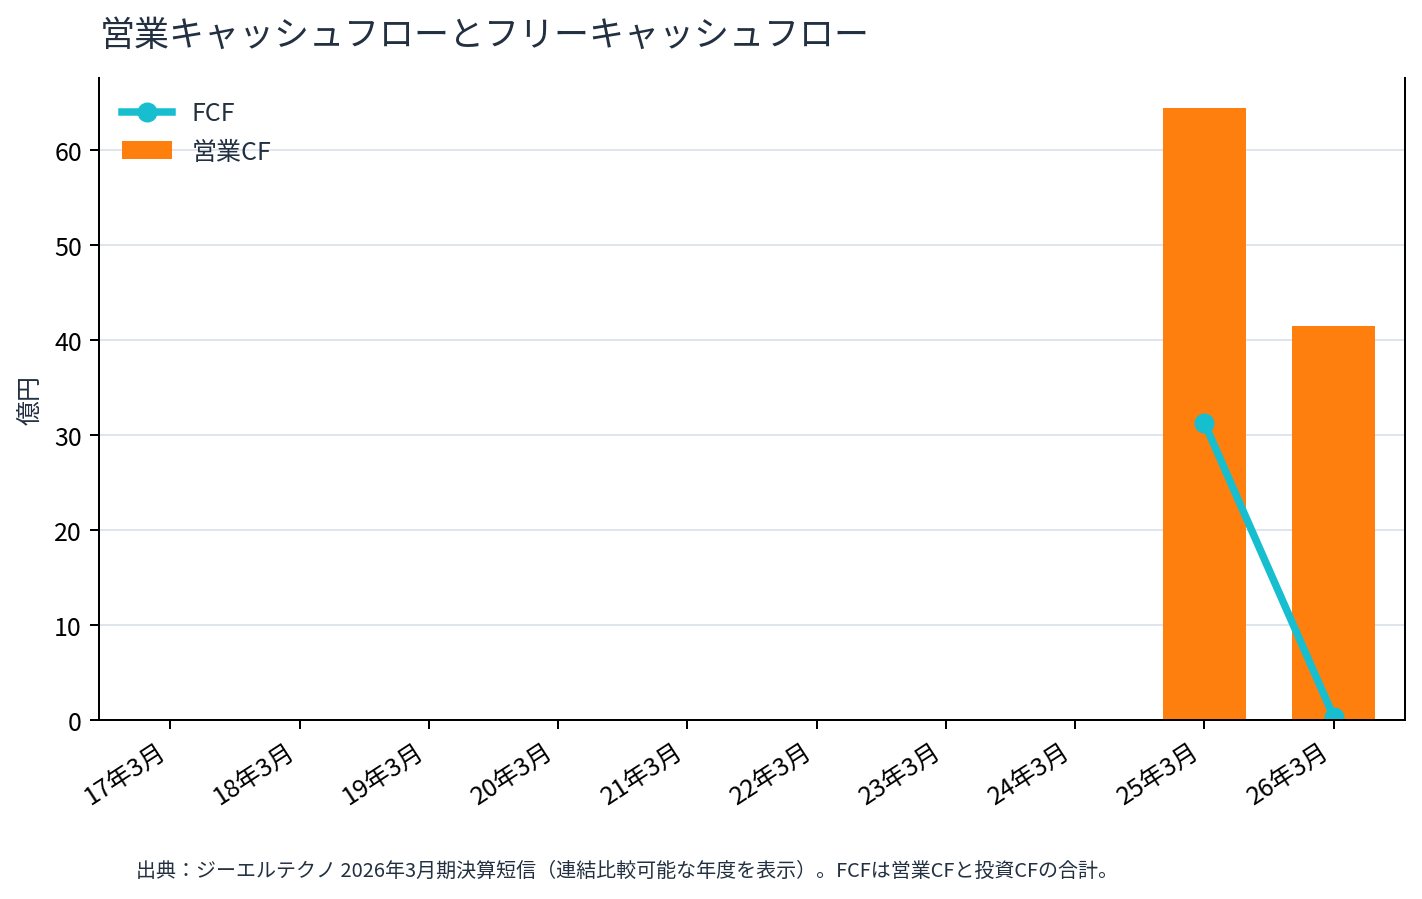 営業キャッシュフローとフリーキャッシュフロー
FCF
営業CF
億円
60
50
40
30
20
10
0
17年3月
18年3月
19年3月
20年3月
21年3月
22年3月
23年3月
24年3月
25年3月
26年3月
出典：ジーエルテクノ 2026年3月期決算短信（連結比較可能な年度を表示）。FCFは営業CFと投資CFの合計。